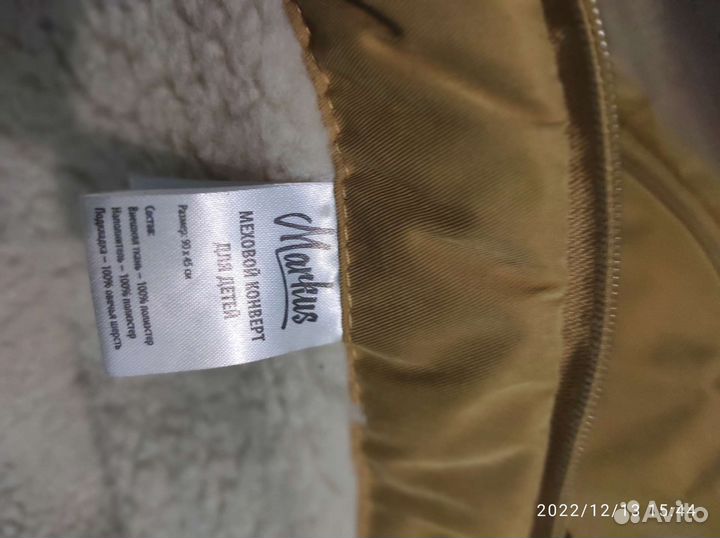 Markus
МЕХОВОЙ КОНВЕРТ
ДЛЯ ДЕТЕЙ
Размер: 90 х 45 см
Состав:
Внешняя ткань – 100% полиэстер
Наполнитель – 100% полиэстер
Подкладка – 100% овечья шерсть
2022/12/13 15:44
Avito